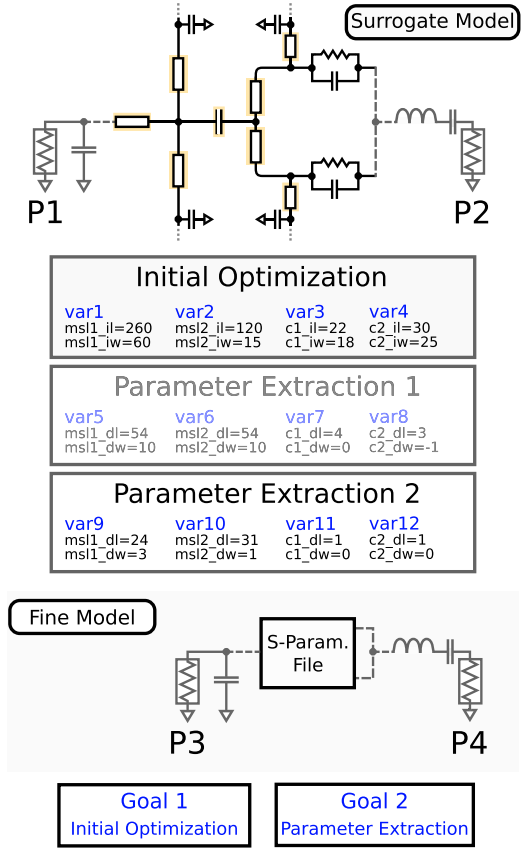 Surrogate Model
P1
P2
Initial Optimization
var1 var2 var3 var4
msl1_il=260 msl2_il=120 c1_il=22 c2_il=30
msl1_iw=60 msl2_iw=15 c1_iw=18 c2_iw=25
Parameter Extraction 1
var5 var6 var7 var8
msl1_dl=54 msl2_dl=54 c1_dl=4 c2_dl=3
msl1_dw=10 msl2_dw=10 c1_dw=0 c2_dw=-1
Parameter Extraction 2
var9 var10 var11 var12
msl1_dl=24 msl2_dl=31 c1_dl=1 c2_dl=1
msl1_dw=3 msl2_dw=1 c1_dw=0 c2_dw=0
Fine Model
S-Param.
File
P3
P4
Goal 1
Initial Optimization
Goal 2
Parameter Extraction